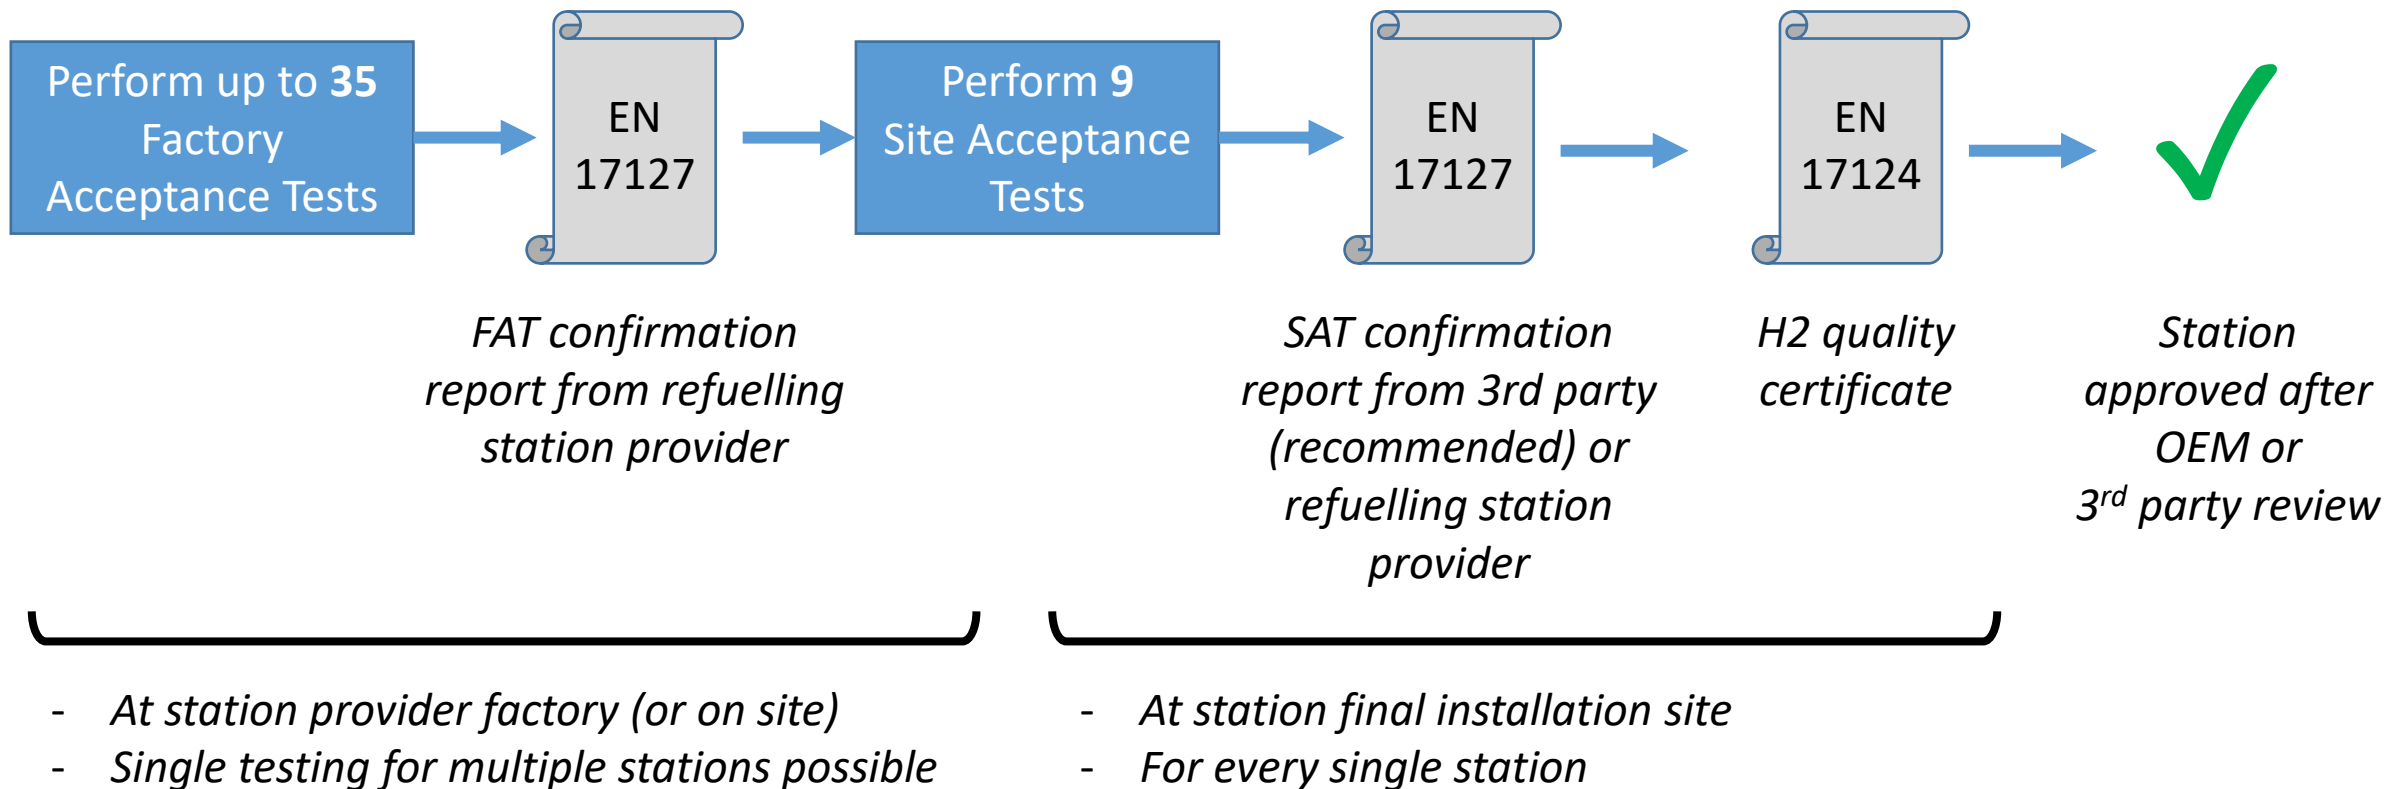 Perform up to 35
Factory
Acceptance Tests
EN
17127
Perform 9
Site Acceptance
Tests
EN
17127
EN
17124
FAT confirmation
report from refuelling
station provider
SAT confirmation
report from 3rd party
(recommended) or
refuelling station
provider
H2 quality
certificate
Station
approved after
OEM or
3rd party review
- At station provider factory (or on site)
- Single testing for multiple stations possible
- At station final installation site
- For every single station